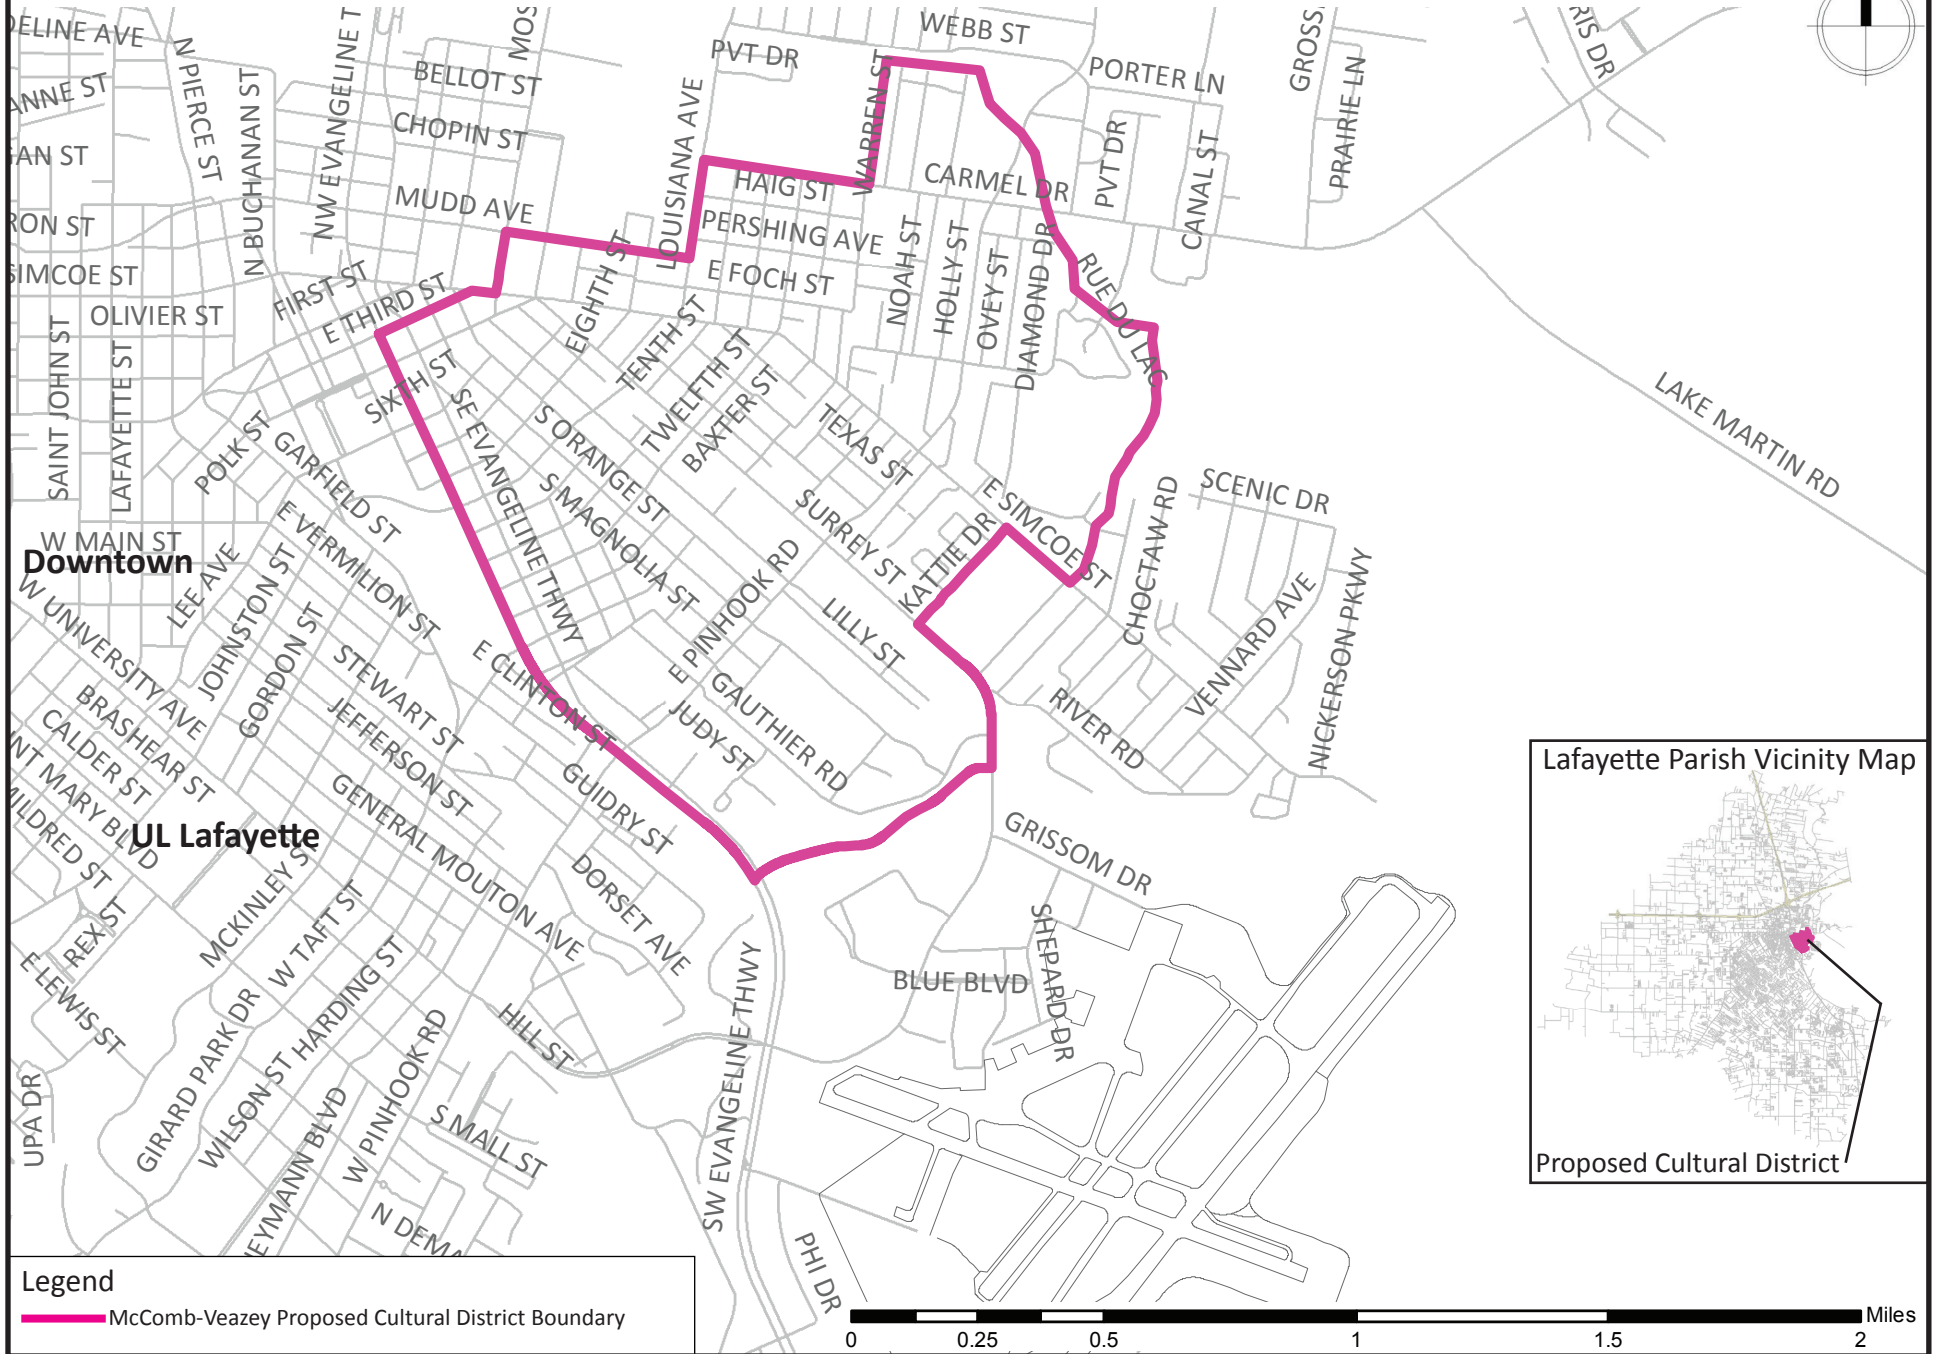 WEBB ST
N PIERCE ST
PVT DR
BELLOT ST
PORTER LN
N BUCHANAN ST
LOUISIANA AVE
WARREN ST
PRAIRIE LN
CHOPIN ST
PVT DR
CANAL ST
CARMEL DR
HAIG ST
MUDD AVE
PERSHING AVE
NOAH ST
HOLLY ST
OVEY ST
DIAMOND DR
RUE DU LAC
SIMCOE ST
FIRST ST
E THIRD ST
EIGHTH ST
E FOCH ST
OLIVIER ST
TENTH ST
SAINT JOHN ST
LAFAYETTE ST
SIXTH ST
TWELFTH ST
BAXTER ST
TEXAS ST
LAKE MARTIN RD
POLK ST
GARFIELD ST
SE EVANGELINE THWY
S ORANGE ST
S MAGNOLIA ST
SURREY ST
E SIMCOE ST
CHOCTAW RD
SCENIC DR
W MAIN ST
Downtown
E VERMILION ST
LEE AVE
JOHNSTON ST
GORDON ST
E PINHOOK RD
KATTIE DR
LILLY ST
VENNARD AVE
NICKERSON PKWY
W UNIVERSITY AVE
STEWART ST
E CLINTON ST
BRASHEAR ST
CALDER ST
JEFFERSON ST
GAUTHIER RD
JUDY ST
RIVER RD
GUIDRY ST
UL Lafayette
GENERAL MOUTON AVE
GRISSOM DR
REX ST
MCKINLEY ST
W TAFT ST
DORSET AVE
SHEPARD DR
E LEWIS ST
HARDING ST
BLUE BLVD
GIRARD PARK DR
WILSON ST
W PINHOOK RD
HILL ST
SW EVANGELINE THWY
UPA DR
S MALL ST
PHI DR
Lafayette Parish Vicinity Map
Proposed Cultural District
Legend
McComb-Veazey Proposed Cultural District Boundary
Miles
0 0.25 0.5 1 1.5 2